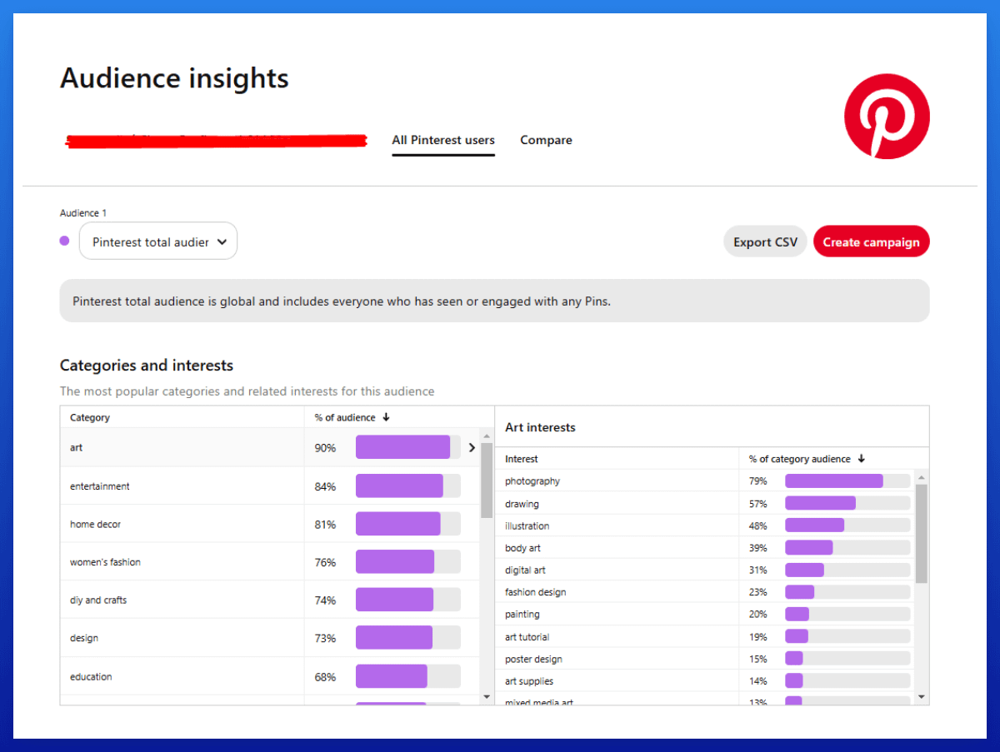 Audience insights
All Pinterest users
Compare
Audience 1
Pinterest total audier
Export CSV
Create campaign
Pinterest total audience is global and includes everyone who has seen or engaged with any Pins.
Categories and interests
The most popular categories and related interests for this audience
Category
% of audience
art
90%
entertainment
84%
home decor
81%
women's fashion
76%
diy and crafts
74%
design
73%
education
68%
Art interests
Interest
% of category audience
photography
79%
drawing
57%
illustration
48%
body art
39%
digital art
31%
fashion design
23%
painting
20%
art tutorial
19%
poster design
15%
art supplies
14%
mixed media art
13%